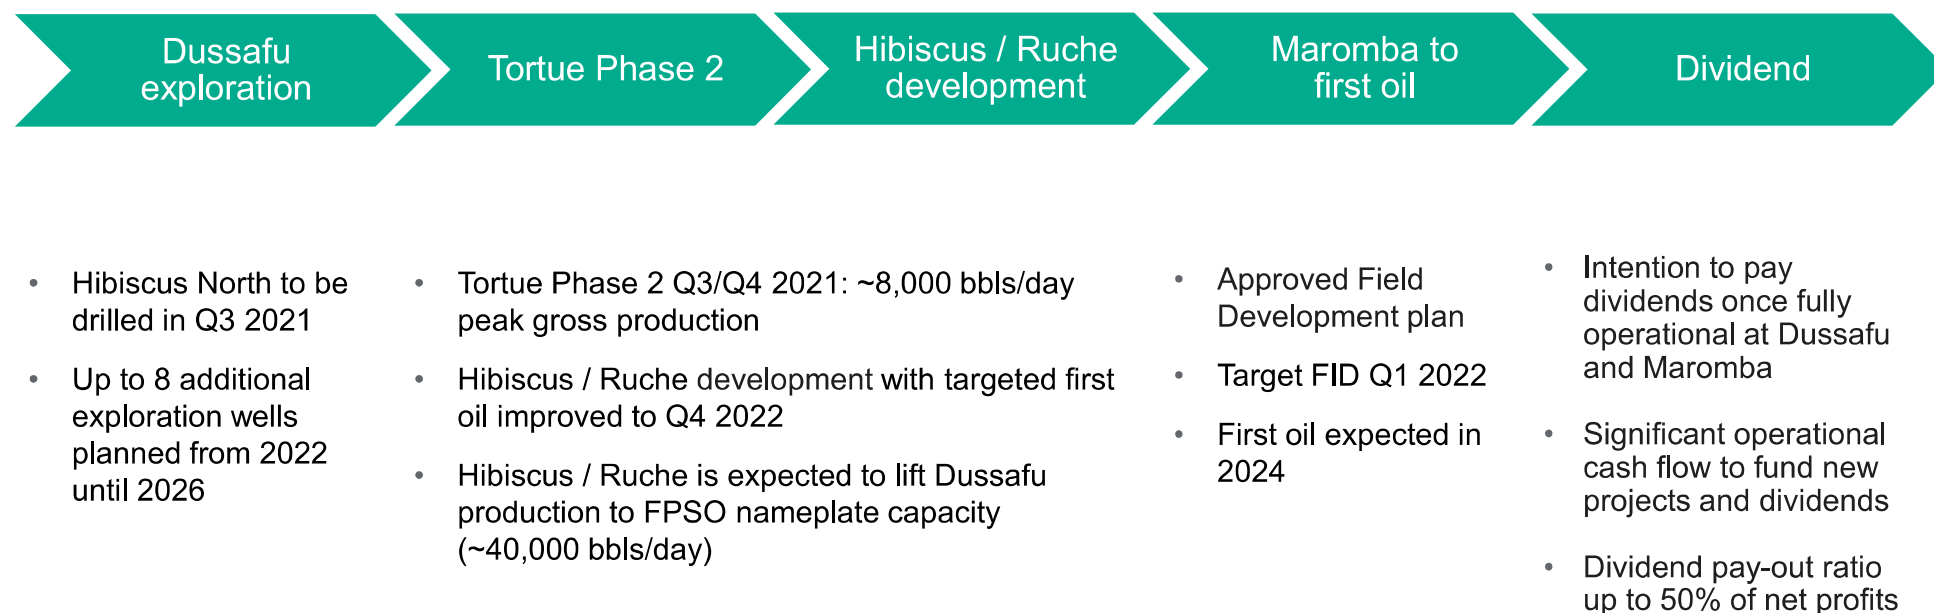 Dussafu
exploration
Tortue Phase 2
Hibiscus / Ruche
development
Maromba to
first oil
Dividend
• Hibiscus North to be
drilled in Q3 2021
• Up to 8 additional
exploration wells
planned from 2022
until 2026
• Tortue Phase 2 Q3/Q4 2021: ~8,000 bbls/day
peak gross production
• Hibiscus / Ruche development with targeted first
oil improved to Q4 2022
• Hibiscus / Ruche is expected to lift Dussafu
production to FPSO nameplate capacity
(~40,000 bbls/day)
• Approved Field
Development plan
• Target FID Q1 2022
• First oil expected in
2024
• Intention to pay
dividends once fully
operational at Dussafu
and Maromba
• Significant operational
cash flow to fund new
projects and dividends
• Dividend pay-out ratio
up to 50% of net profits